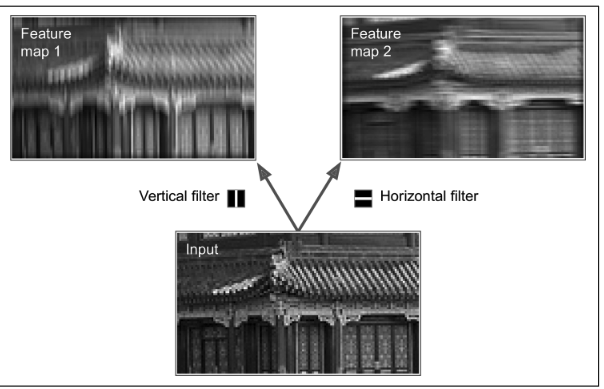 Feature
map 1
Feature
map 2
Vertical filter
Horizontal filter
Input